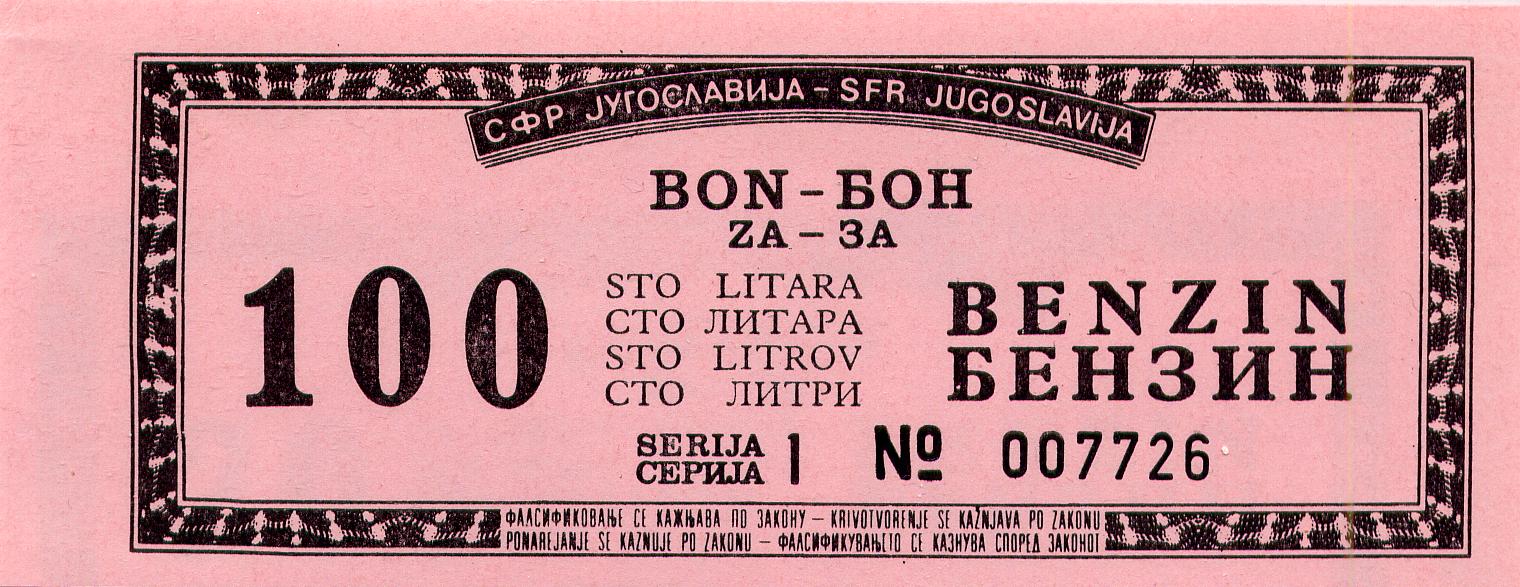 СФР ЈУГОСЛАВИЈА – SFR JUGOSLAVIJA
BON – БОН
ZA – ЗА
100
STO LITARA
СТО ЛИТАРА
STO LITROV
СТО ЛИТРИ
BENZIN
БЕНЗИН
SERIJA
СЕРИЈА
1
№ 007726
ФАЛСИФИКОВАЊЕ СЕ КАЖЊАВА ПО ЗАКОНУ – KRIVOTVORENJE SE KAŽNJAVA PO ZAKONU
PONAREJANJE SE KAZNUJE PO ZAKONU – ФАЛСИФИКУВАЊЕТО СЕ КАЗНУВА СПОРЕД ЗАКОНОТ